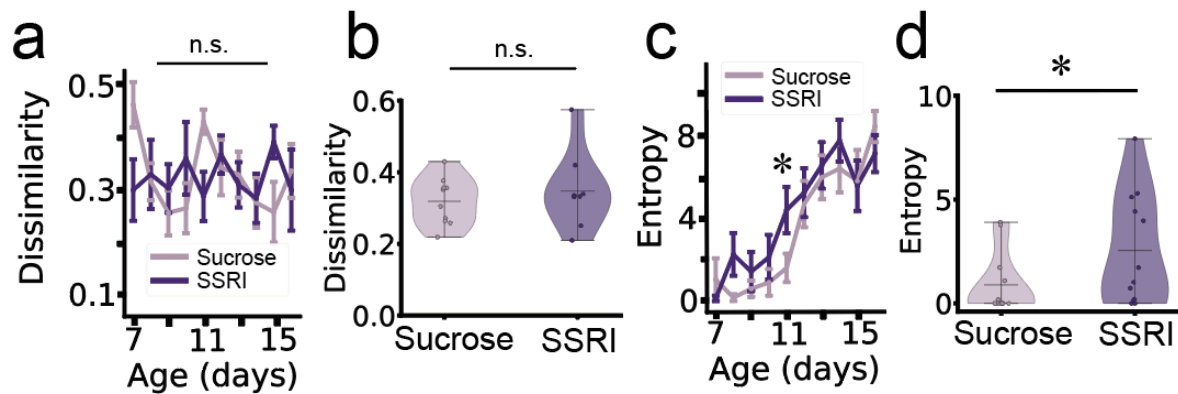 a
n.s.
Dissimilarity
0.5
0.3
0.1
Sucrose
SSRI
7
11
15
Age (days)
b
n.s.
Dissimilarity
0.6
0.4
0.2
0.0
Sucrose
SSRI
c
Sucrose
SSRI
Entropy
8
4
0
*
7
11
15
Age (days)
d
*
Entropy
10
5
0
Sucrose
SSRI